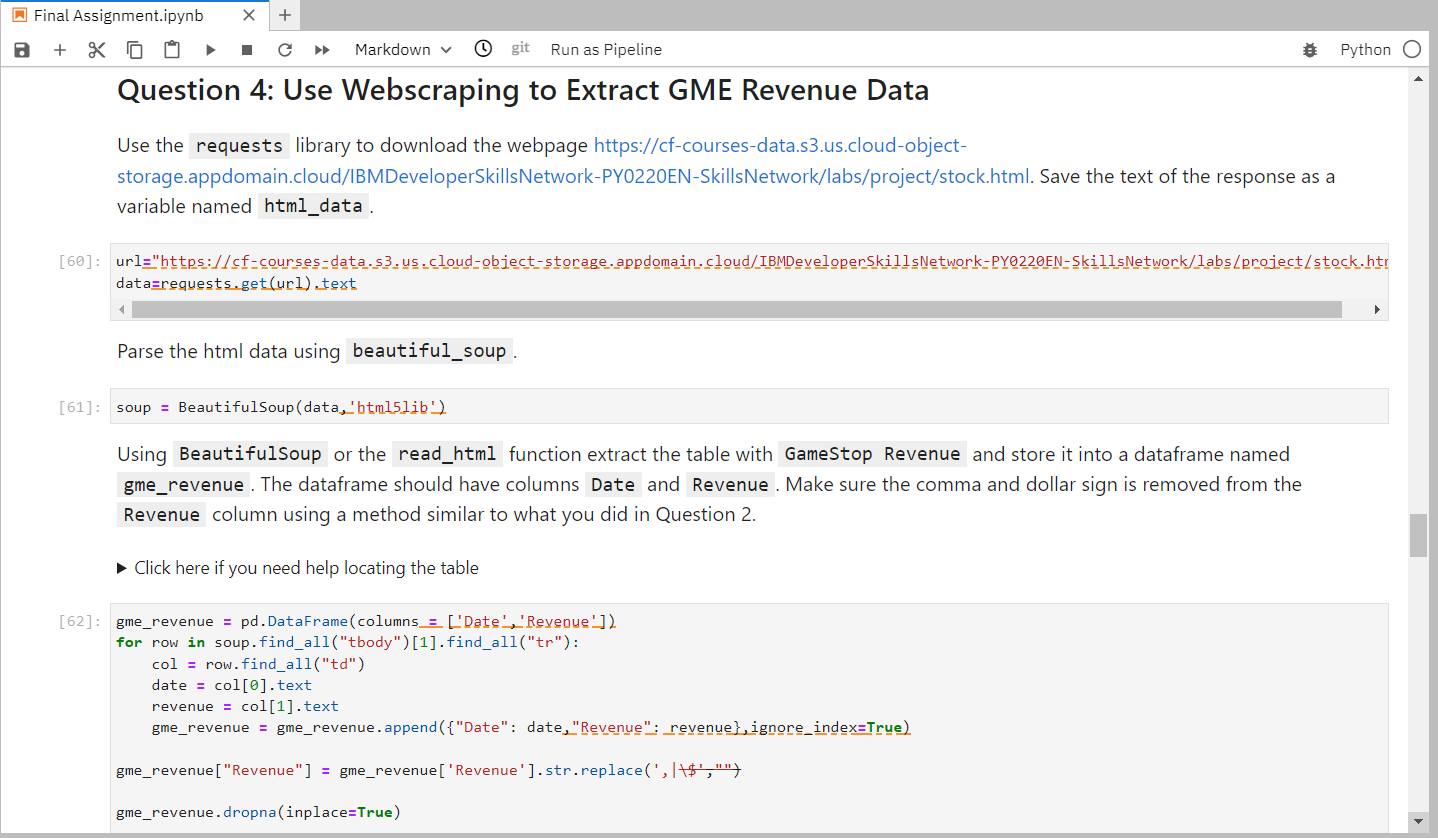 Final Assignment.ipynb
Markdown
git
Run as Pipeline
Python
Question 4: Use Webscraping to Extract GME Revenue Data
Use the requests library to download the webpage https://cf-courses-data.s3.us.cloud-object-
storage.appdomain.cloud/IBMDeveloperSkillsNetwork-PY0220EN-SkillsNetwork/labs/project/stock.html. Save the text of the response as a
variable named html_data.
[60]:
url="https://cf-courses-data.s3.us.cloud-object-storage.appdomain.cloud/IBMDeveloperSkillsNetwork-PY0220EN-SkillsNetwork/labs/project/stock.htm
data=requests.get(url).text
Parse the html data using beautiful_soup.
[61]:
soup = BeautifulSoup(data,'html5lib')
Using BeautifulSoup or the read_html function extract the table with GameStop Revenue and store it into a dataframe named
gme_revenue. The dataframe should have columns Date and Revenue. Make sure the comma and dollar sign is removed from the
Revenue column using a method similar to what you did in Question 2.
Click here if you need help locating the table
[62]:
gme_revenue = pd.DataFrame(columns = ['Date','Revenue'])
for row in soup.find_all("tbody")[1].find_all("tr"):
    col = row.find_all("td")
    date = col[0].text
    revenue = col[1].text
    gme_revenue = gme_revenue.append({"Date": date,"Revenue": revenue},ignore_index=True)
gme_revenue["Revenue"] = gme_revenue['Revenue'].str.replace(',|\$',"")
gme_revenue.dropna(inplace=True)